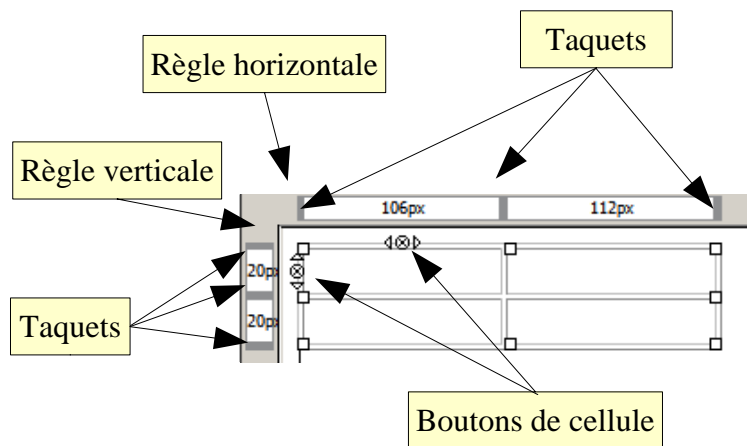 Taquets
Règle horizontale
Règle verticale
106px
112px
20px
20px
Taquets
Boutons de cellule